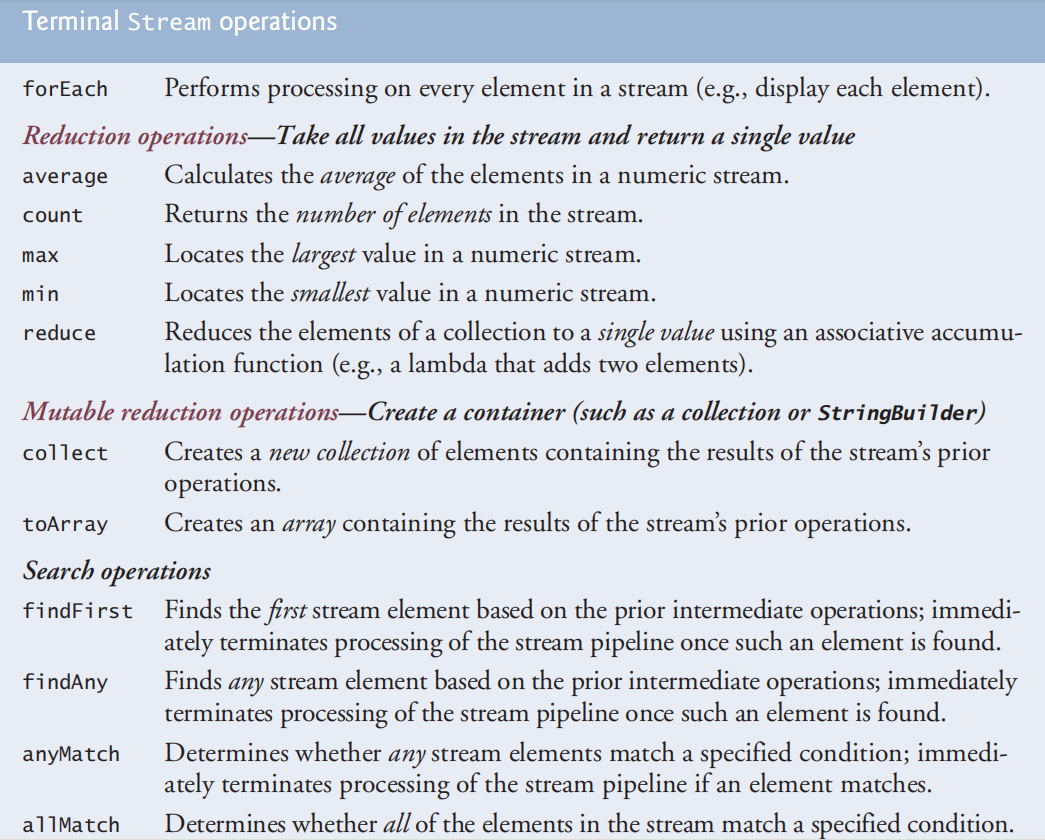 Terminal Stream operations
forEach Performs processing on every element in a stream (e.g., display each element).
Reduction operations—Take all values in the stream and return a single value
average Calculates the average of the elements in a numeric stream.
count Returns the number of elements in the stream.
max Locates the largest value in a numeric stream.
min Locates the smallest value in a numeric stream.
reduce Reduces the elements of a collection to a single value using an associative accumu-
lation function (e.g., a lambda that adds two elements).
Mutable reduction operations—Create a container (such as a collection or StringBuilder)
collect Creates a new collection of elements containing the results of the stream’s prior
operations.
toArray Creates an array containing the results of the stream’s prior operations.
Search operations
findFirst Finds the first stream element based on the prior intermediate operations; immedi-
ately terminates processing of the stream pipeline once such an element is found.
findAny Finds any stream element based on the prior intermediate operations; immediately
terminates processing of the stream pipeline once such an element is found.
anyMatch Determines whether any stream elements match a specified condition; immedi-
ately terminates processing of the stream pipeline if an element matches.
allMatch Determines whether all of the elements in the stream match a specified condition.